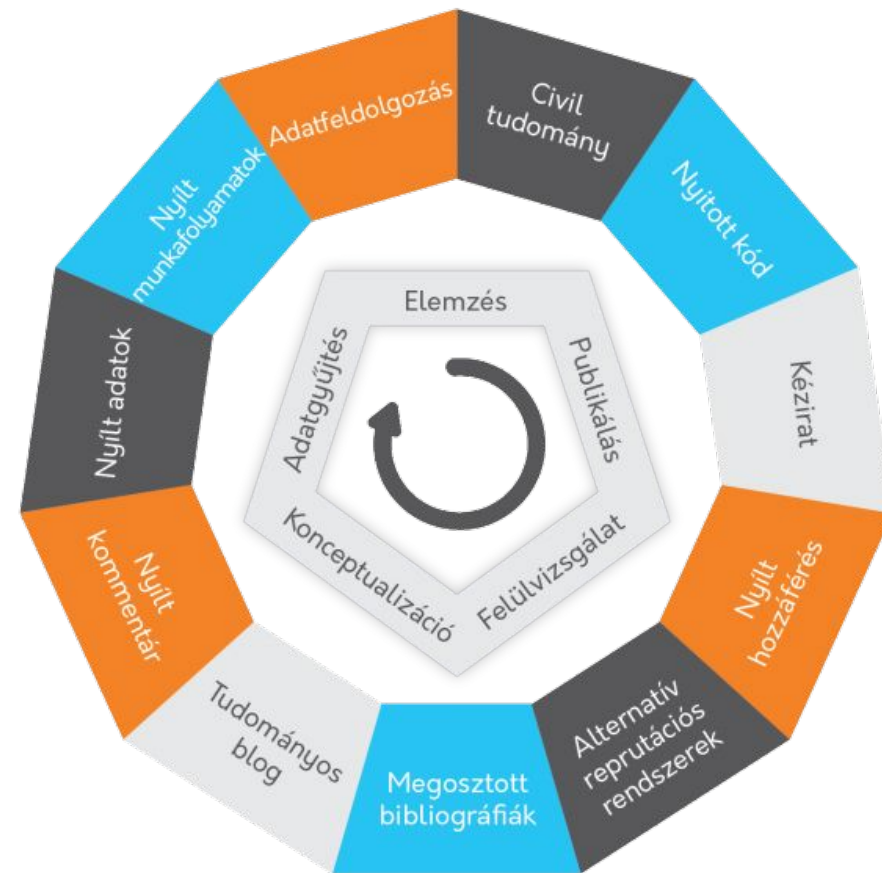 Adatfeldolgozás
Civil
tudomány
Nyitott kód
Kézirat
Nyílt
hozzáférés
Alternatív
reprutációs
rendszerek
Megosztott
bibliográfiák
Tudományos
blog
Nyílt
kommentár
Nyílt adatok
Nyílt
munkafolyamatok
Elemzés
Publikálás
Felülvizsgálat
Konceptualizáció
Adatgyűjtés